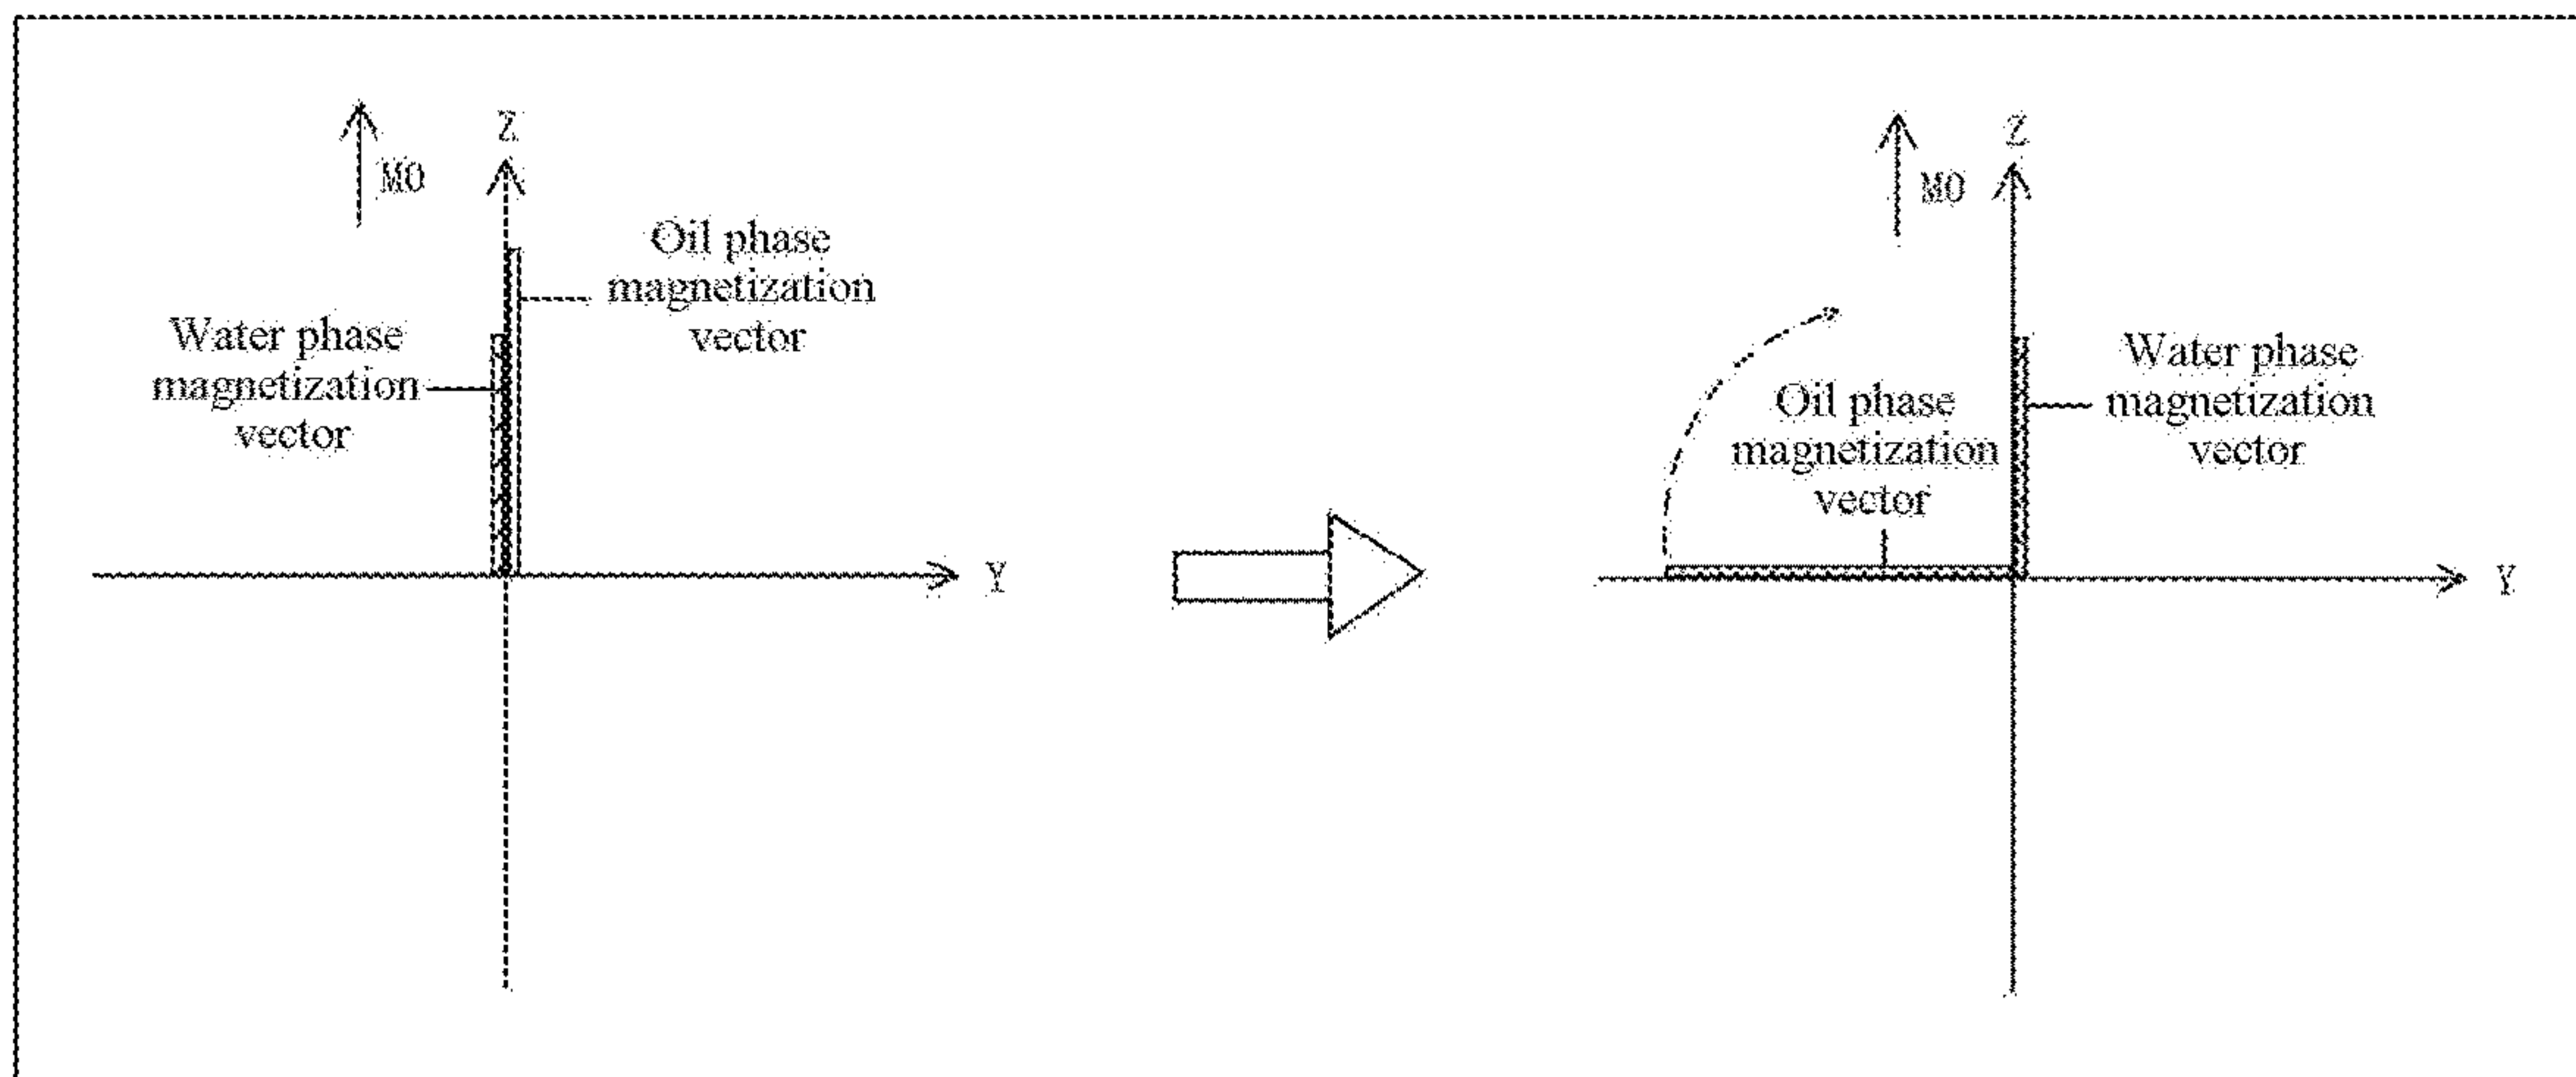 Z
M0
Oil phase
magnetization
vector
Water phase
magnetization
vector
Y
Z
M0
Water phase
magnetization
vector
Oil phase
magnetization
vector
Y